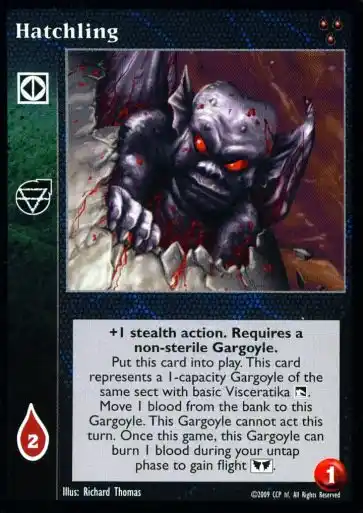 Hatchling
+1 stealth action. Requires a
non-sterile Gargoyle.
Put this card into play. This card
represents a 1-capacity Gargoyle of the
same sect with basic Visceratika .
Move 1 blood from the bank to this
Gargoyle. This Gargoyle cannot act this
turn. Once this game, this Gargoyle can
burn 1 blood during your untap
phase to gain flight .
2
1
Illus: Richard Thomas
©2009 CCP hf. All Rights Reserved